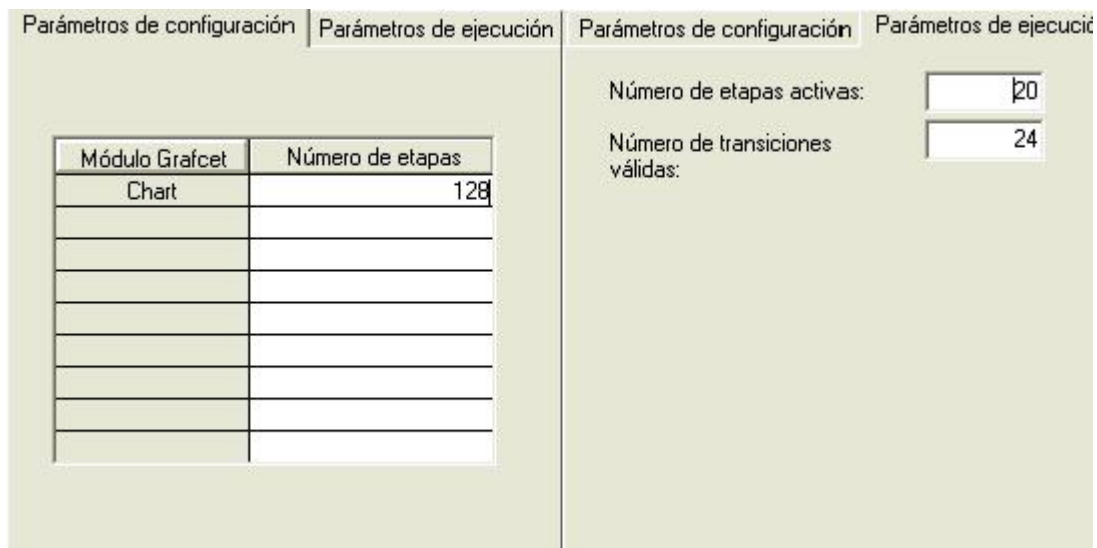 Parámetros de configuración Parámetros de ejecución
Módulo Grafcet Número de etapas
Chart 128
Parámetros de configuración Parámetros de ejecució
Número de etapas activas: 20
Número de transiciones válidas: 24